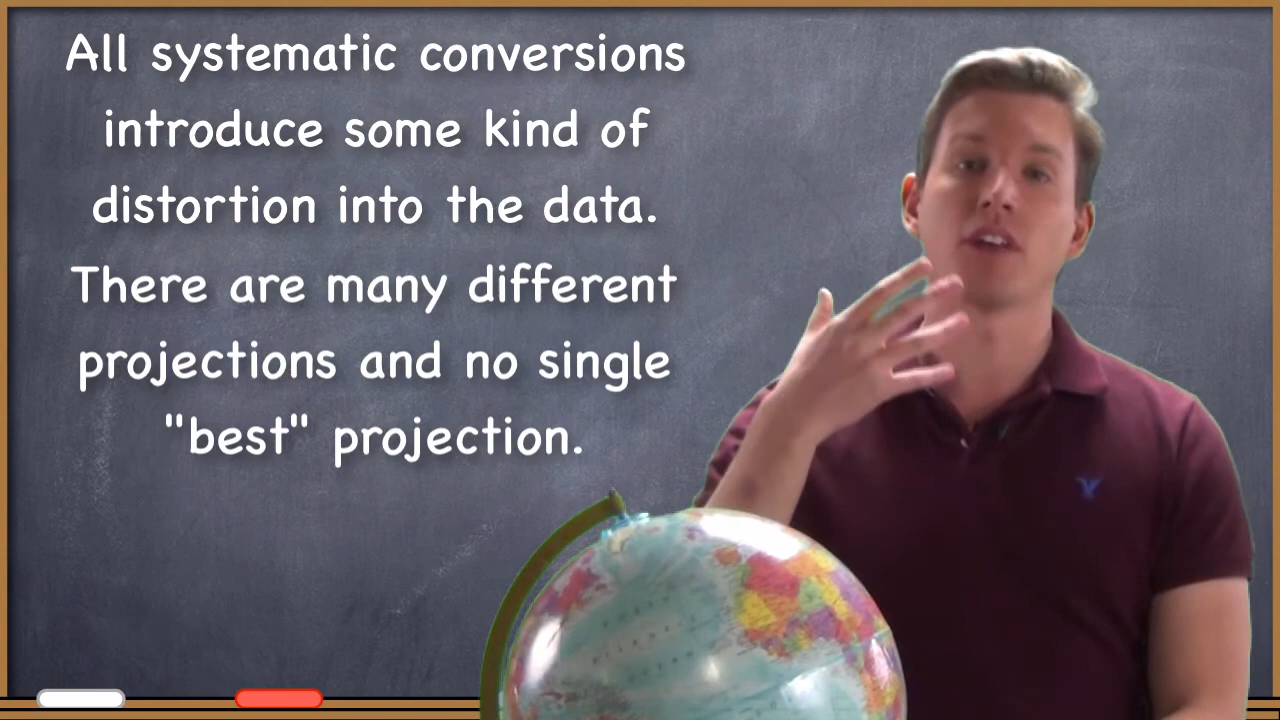 All systematic conversions
introduce some kind of
distortion into the data.
There are many different
projections and no single
"best" projection.